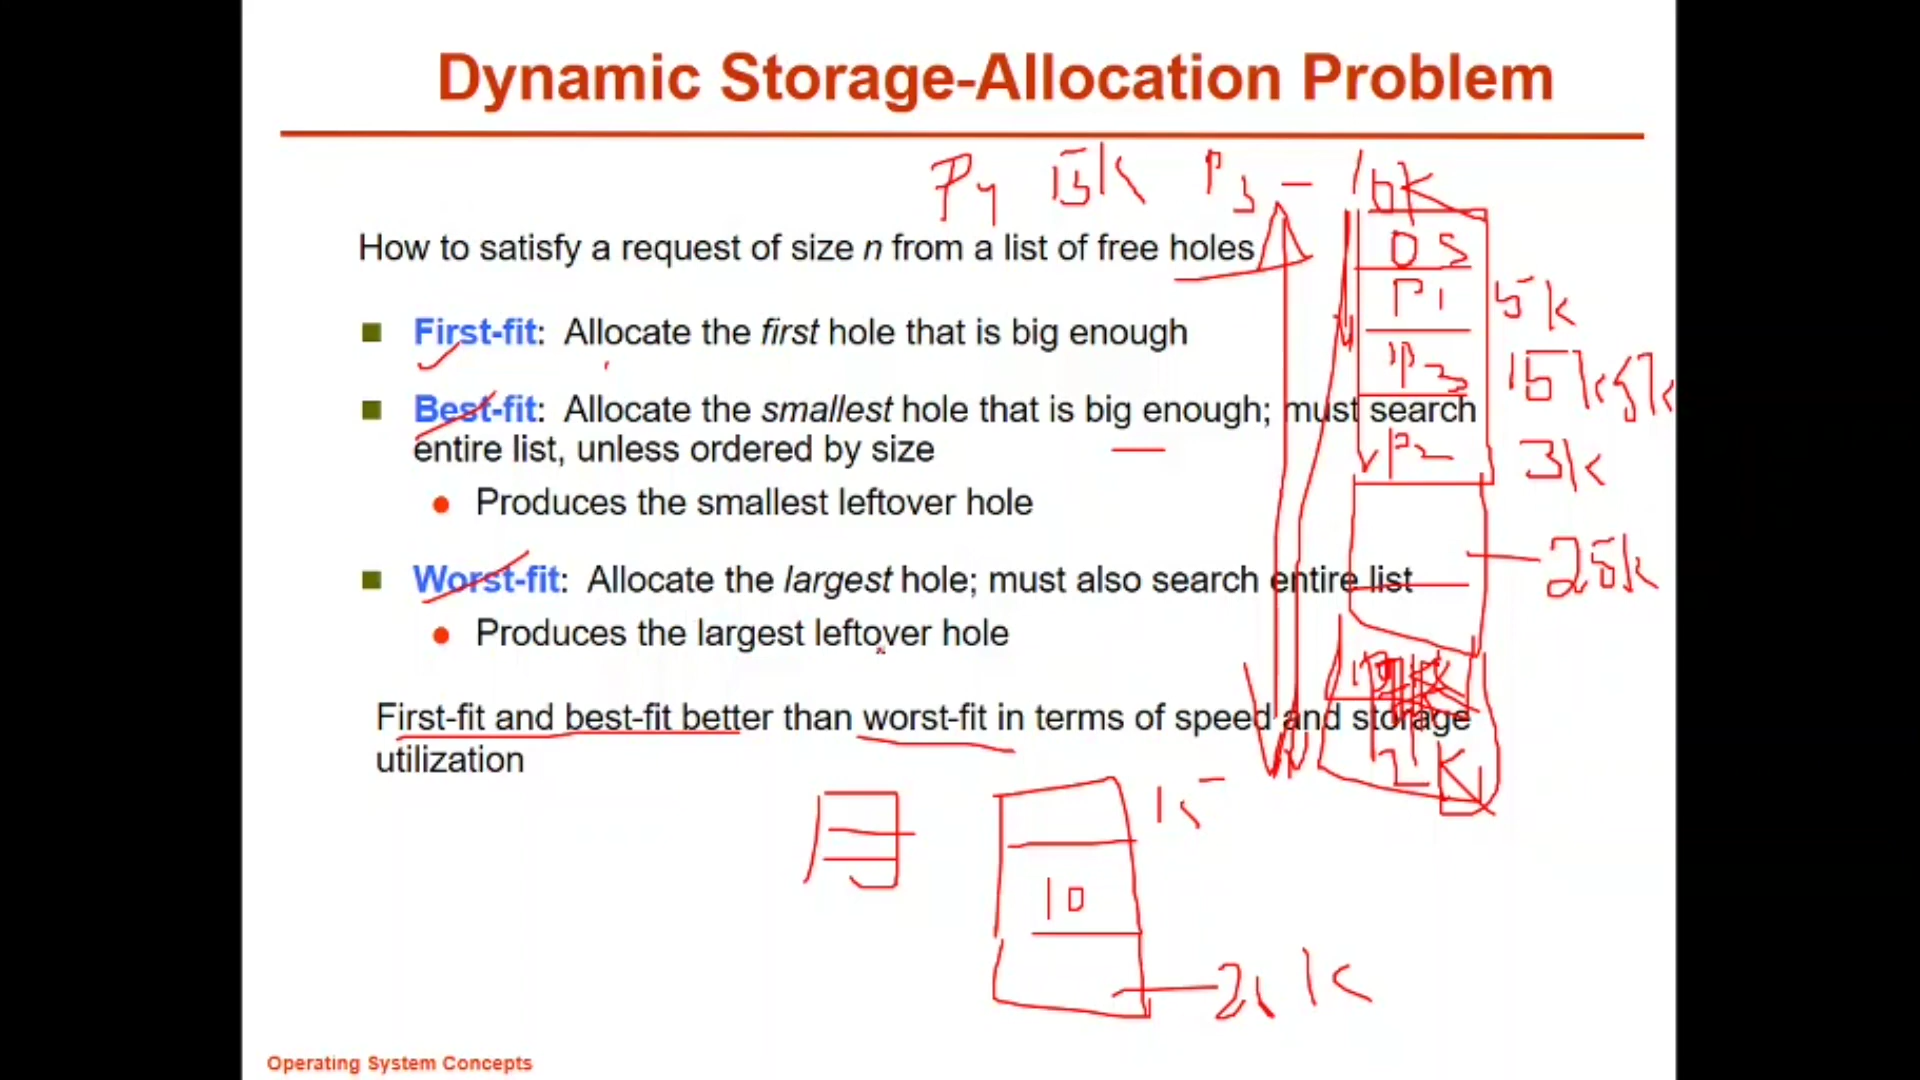 Dynamic Storage-Allocation Problem
P4 15k P3 - 10k
How to satisfy a request of size n from a list of free holes
OS
P1 5k
First-fit: Allocate the first hole that is big enough
P3 15k 5k
Best-fit: Allocate the smallest hole that is big enough; must search
entire list, unless ordered by size
P2 3k
Produces the smallest leftover hole
25k
Worst-fit: Allocate the largest hole; must also search entire list
Produces the largest leftover hole
First-fit and best-fit better than worst-fit in terms of speed and storage
utilization
10
Operating System Concepts